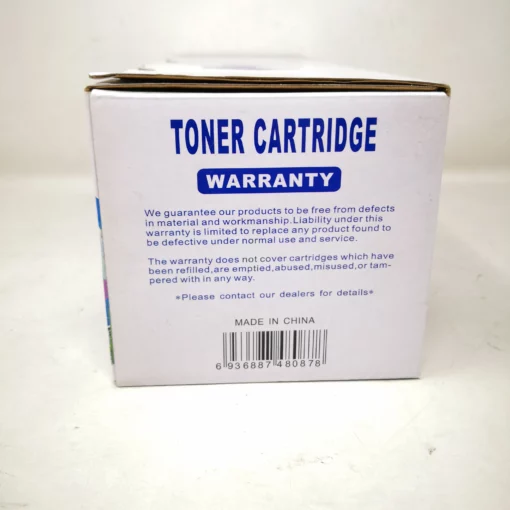 TONER CARTRIDGE
WARRANTY
We guarantee our products to be free from defects
in material and workmanship.Liability under this
warranty is limited to replace any product found to
be defective under normal use and service.
The warranty does not cover cartridges which have
been refilled,are emptied,abused,misused,or tam-
pered with in any way.
*Please contact our dealers for details*
MADE IN CHINA
6 936887 480878